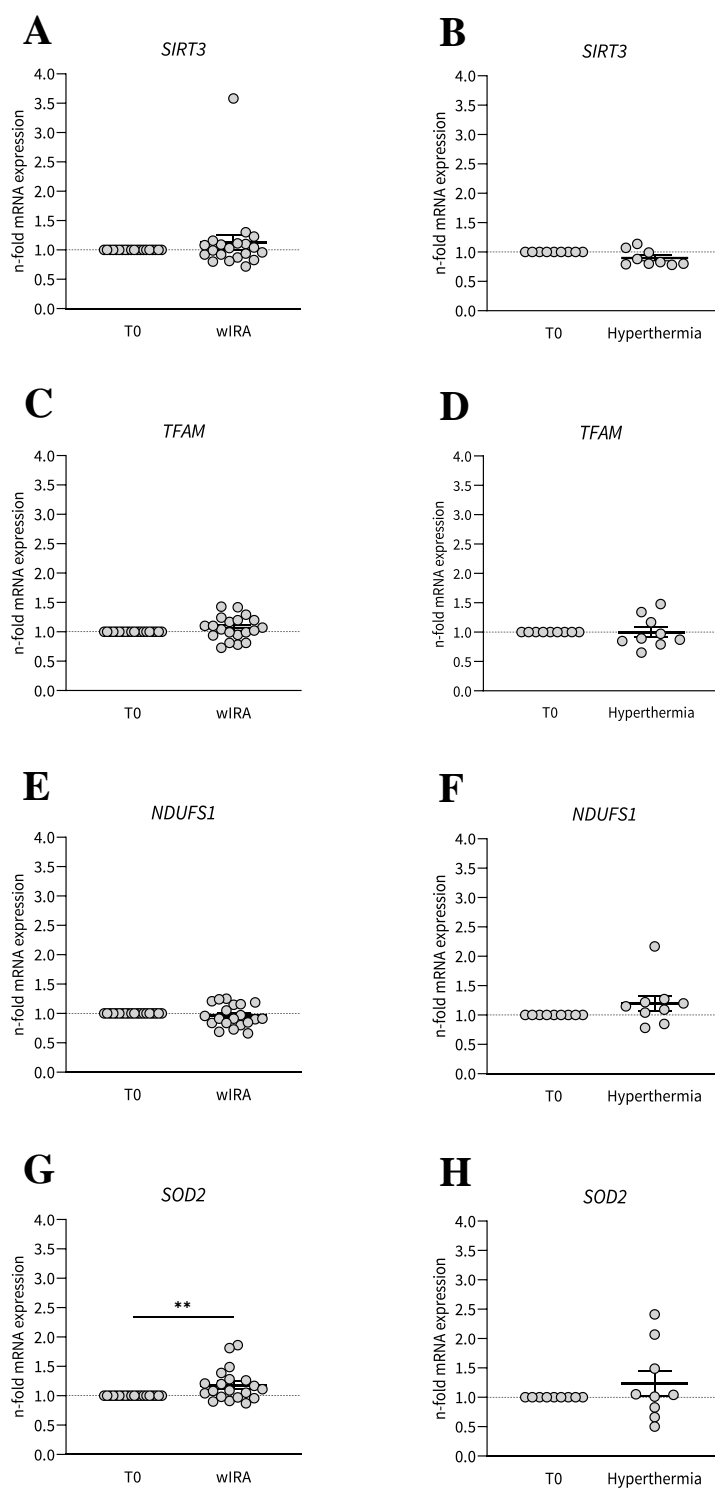 A
SIRT3
n-fold mRNA expression
4.0
3.5
3.0
2.5
2.0
1.5
1.0
0.5
0.0
T0 wIRA
B
SIRT3
n-fold mRNA expression
4.0
3.5
3.0
2.5
2.0
1.5
1.0
0.5
0.0
T0 Hyperthermia
C
TFAM
n-fold mRNA expression
4.0
3.5
3.0
2.5
2.0
1.5
1.0
0.5
0.0
T0 wIRA
D
TFAM
n-fold mRNA expression
4.0
3.5
3.0
2.5
2.0
1.5
1.0
0.5
0.0
T0 Hyperthermia
E
NDUFS1
n-fold mRNA expression
4.0
3.5
3.0
2.5
2.0
1.5
1.0
0.5
0.0
T0 wIRA
F
NDUFS1
n-fold mRNA expression
4.0
3.5
3.0
2.5
2.0
1.5
1.0
0.5
0.0
T0 Hyperthermia
G
SOD2
n-fold mRNA expression
4.0
3.5
3.0
2.5
2.0
1.5
1.0
0.5
0.0
**
T0 wIRA
H
SOD2
n-fold mRNA expression
4.0
3.5
3.0
2.5
2.0
1.5
1.0
0.5
0.0
T0 Hyperthermia